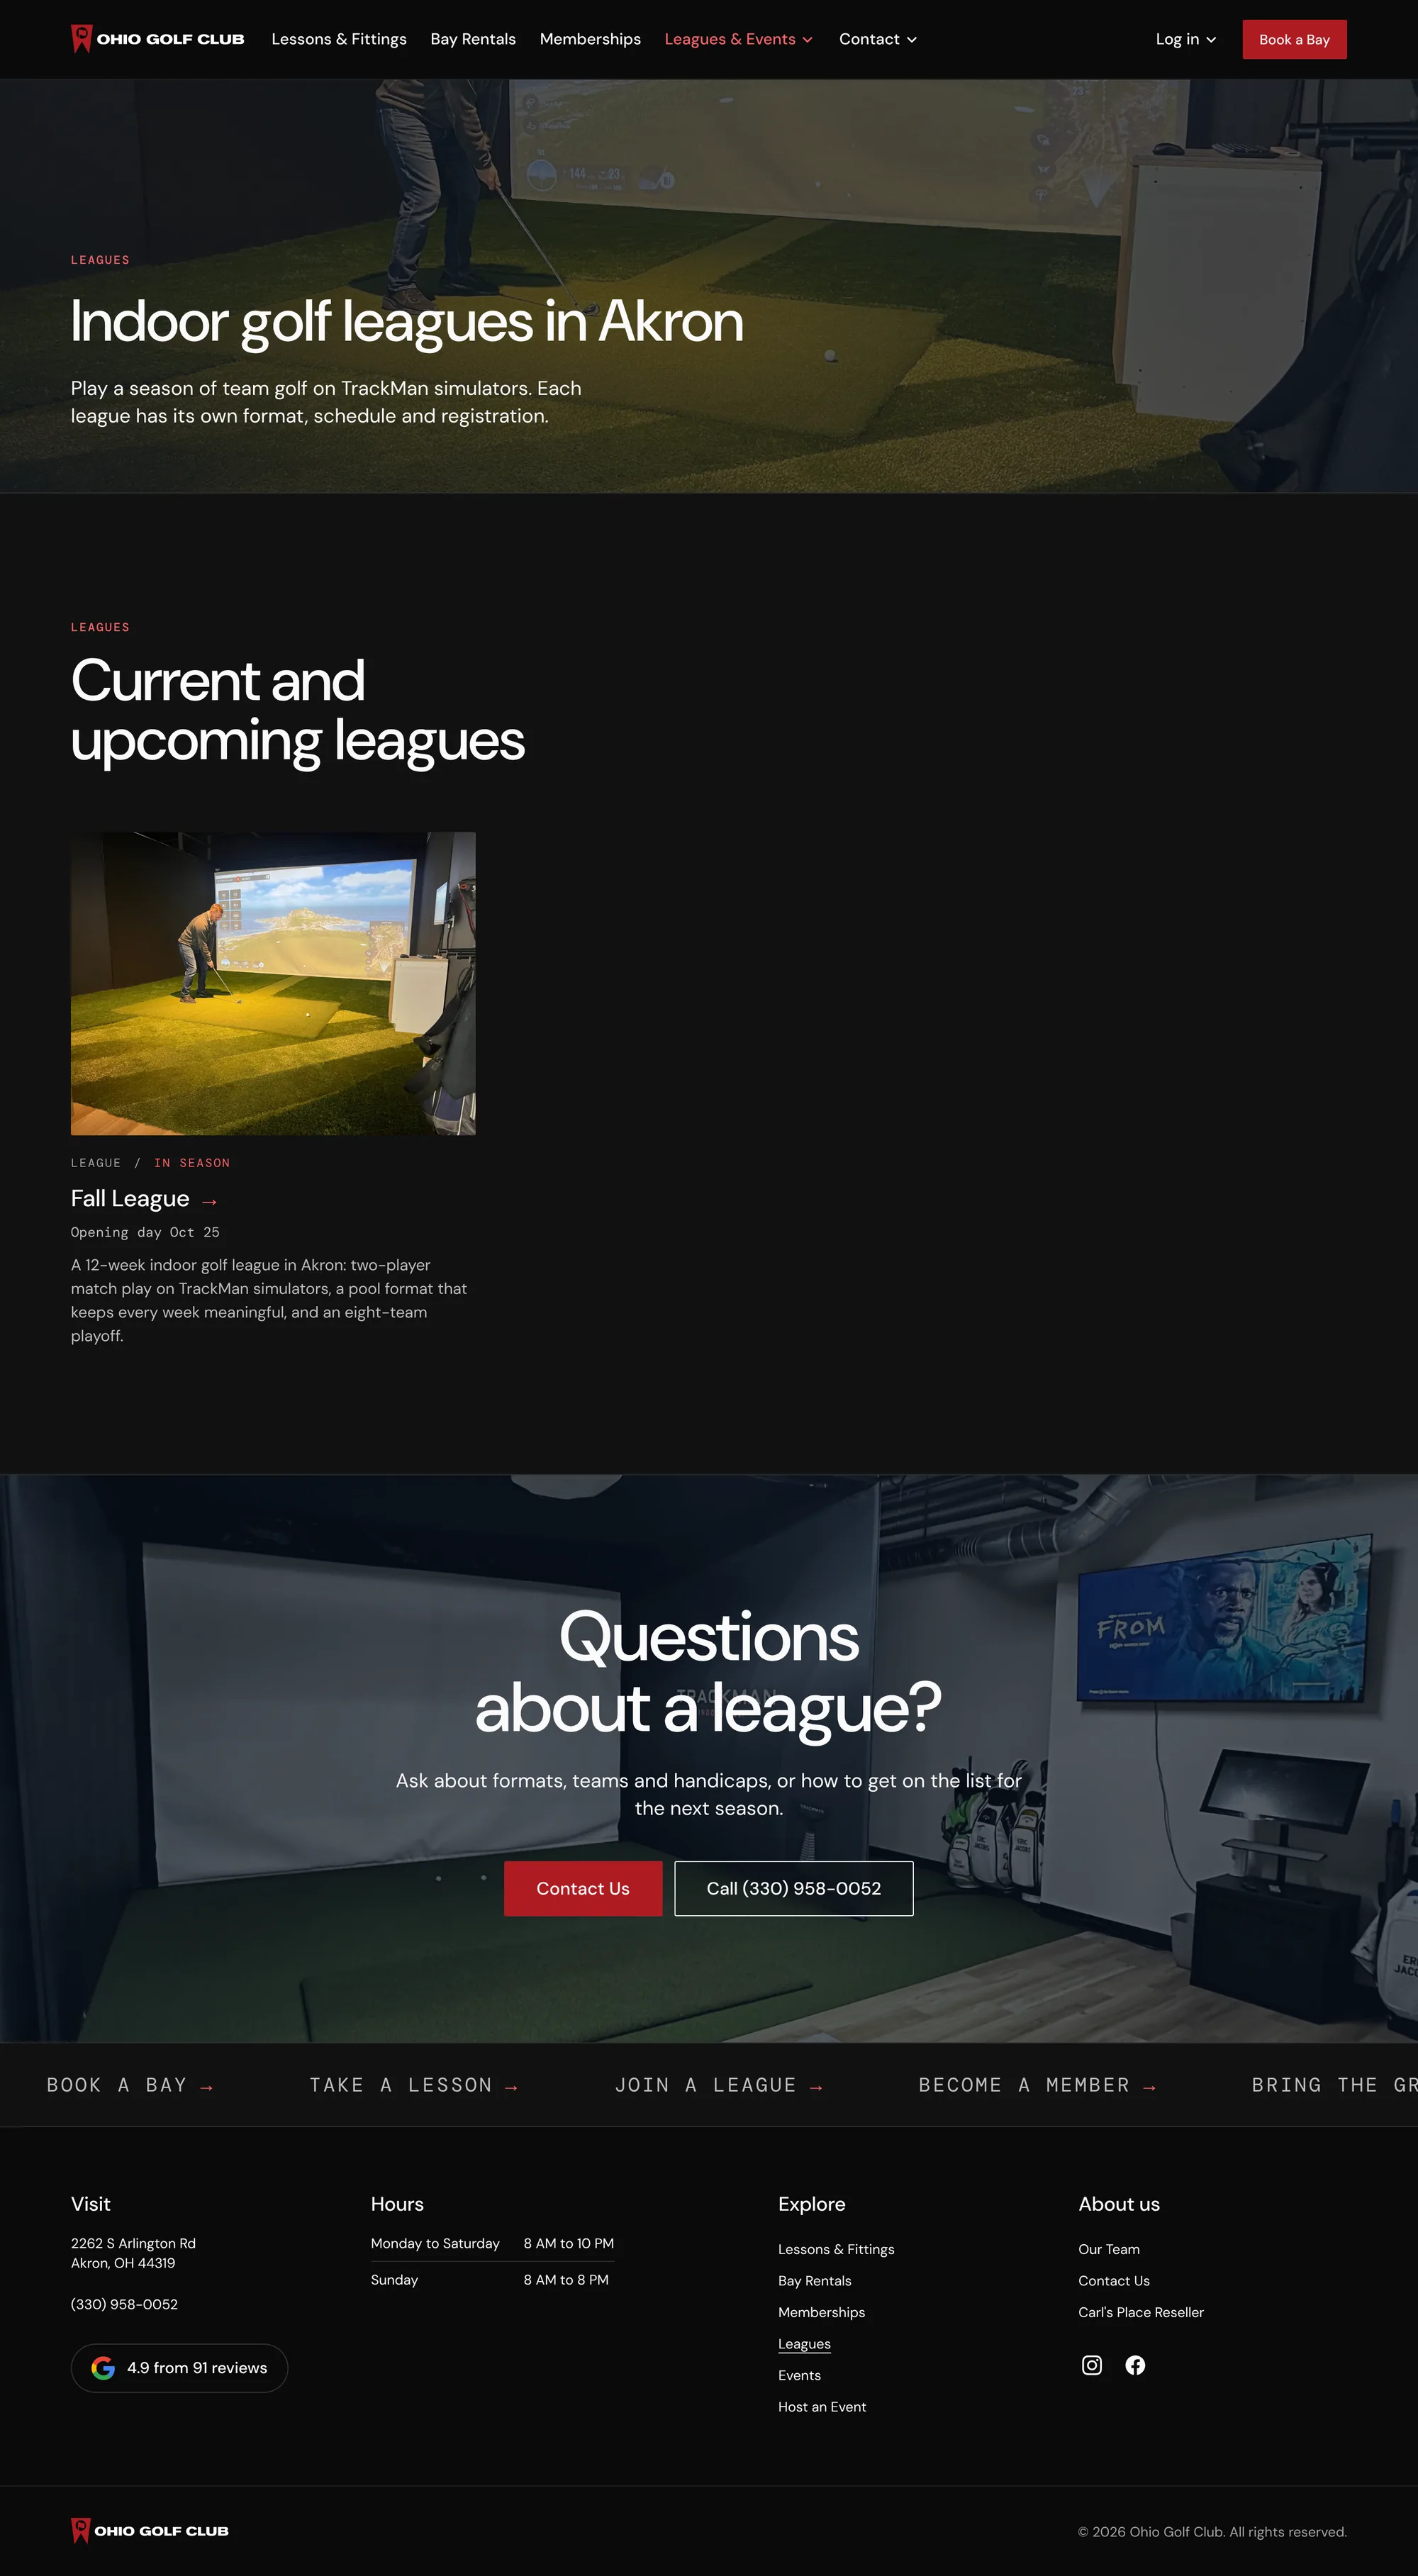 OHIO GOLF CLUB
Lessons & Fittings
Bay Rentals
Memberships
Leagues & Events
Contact
Log in
Book a Bay
LEAGUES
Indoor golf leagues in Akron
Play a season of team golf on TrackMan simulators. Each
league has its own format, schedule and registration.
LEAGUES
Current and
upcoming leagues
LEAGUE / IN SEASON
Fall League →
Opening day Oct 25
A 12-week indoor golf league in Akron: two-player
match play on TrackMan simulators, a pool format that
keeps every week meaningful, and an eight-team
playoff.
FROM
TRACKMAN
Questions
about a league?
Ask about formats, teams and handicaps, or how to get on the list for
the next season.
Contact Us
Call (330) 958-0052
BOOK A BAY →
TAKE A LESSON →
JOIN A LEAGUE →
BECOME A MEMBER →
BRING THE GR
Visit
2262 S Arlington Rd
Akron, OH 44319
(330) 958-0052
4.9 from 91 reviews
Hours
Monday to Saturday 8 AM to 10 PM
Sunday 8 AM to 8 PM
Explore
Lessons & Fittings
Bay Rentals
Memberships
Leagues
Events
Host an Event
About us
Our Team
Contact Us
Carl's Place Reseller
OHIO GOLF CLUB
© 2026 Ohio Golf Club. All rights reserved.